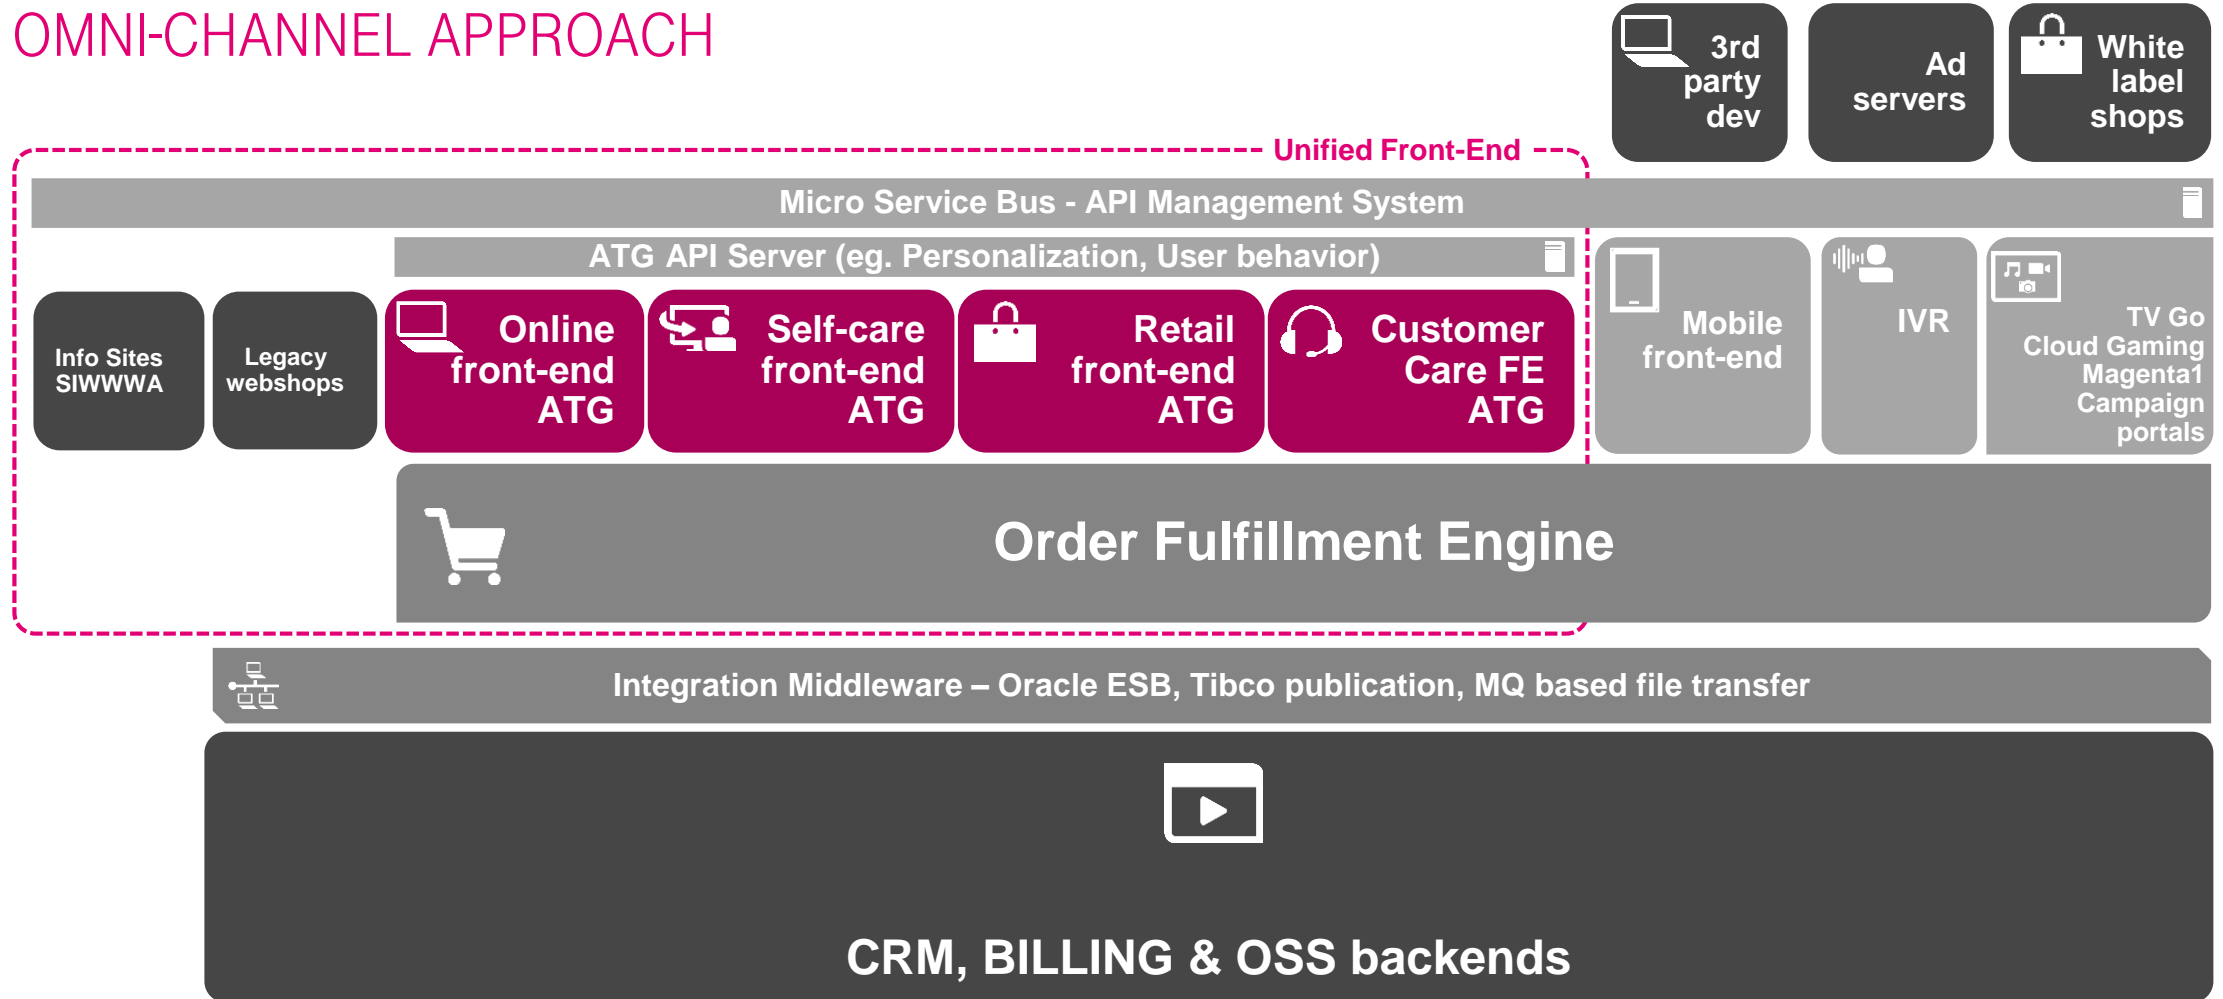 OMNI-CHANNEL APPROACH
3rd
party
dev
Ad
servers
White
label
shops
Unified Front-End
Micro Service Bus - API Management System
ATG API Server (eg. Personalization, User behavior)
Info Sites
SIWWWA
Legacy
webshops
Online
front-end
ATG
Self-care
front-end
ATG
Retail
front-end
ATG
Customer
Care FE
ATG
Mobile
front-end
IVR
TV Go
Cloud Gaming
Magenta1
Campaign
portals
Order Fulfillment Engine
Integration Middleware – Oracle ESB, Tibco publication, MQ based file transfer
CRM, BILLING & OSS backends